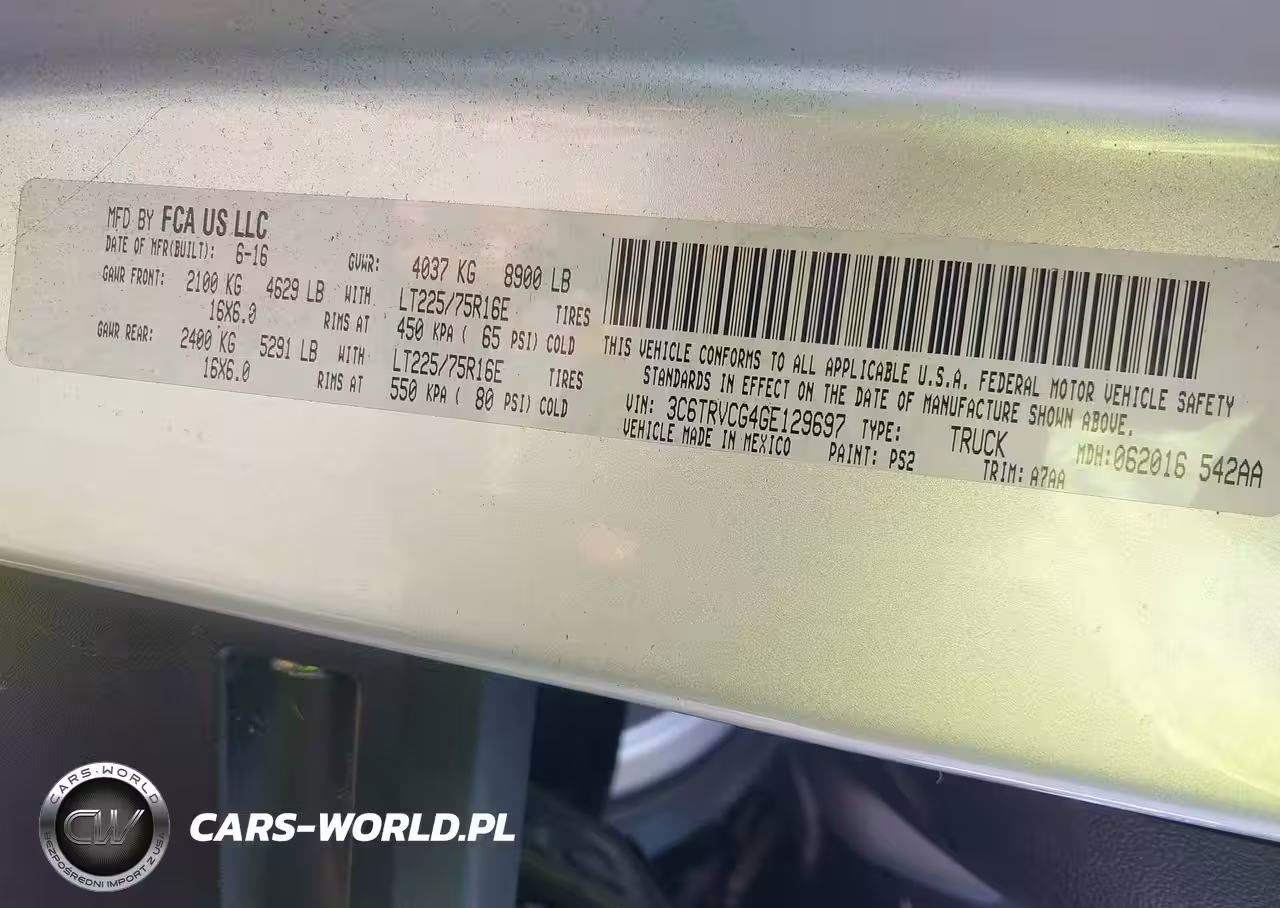 MFD BY FCA US LLC
DATE OF MFR(BUILT): 6-16 GVWR: 4037 KG 8900 LB
GAWR FRONT: 2100 KG 4629 LB WITH LT225/75R16E TIRES
16X6.0 RIMS AT 450 KPA ( 65 PSI) COLD
GAWR REAR: 2400 KG 5291 LB WITH LT225/75R16E TIRES
16X6.0 RIMS AT 550 KPA ( 80 PSI) COLD
THIS VEHICLE CONFORMS TO ALL APPLICABLE U.S.A. FEDERAL MOTOR VEHICLE SAFETY
STANDARDS IN EFFECT ON THE DATE OF MANUFACTURE SHOWN ABOVE.
VIN: 3C6TRVCG4GE129697 TYPE: TRUCK MDH:062016 542AA
VEHICLE MADE IN MEXICO PAINT: PS2 TRIM: A7AA
CARS-WORLD
CW
BEZPOŚREDNI IMPORT Z USA
CARS-WORLD.PL